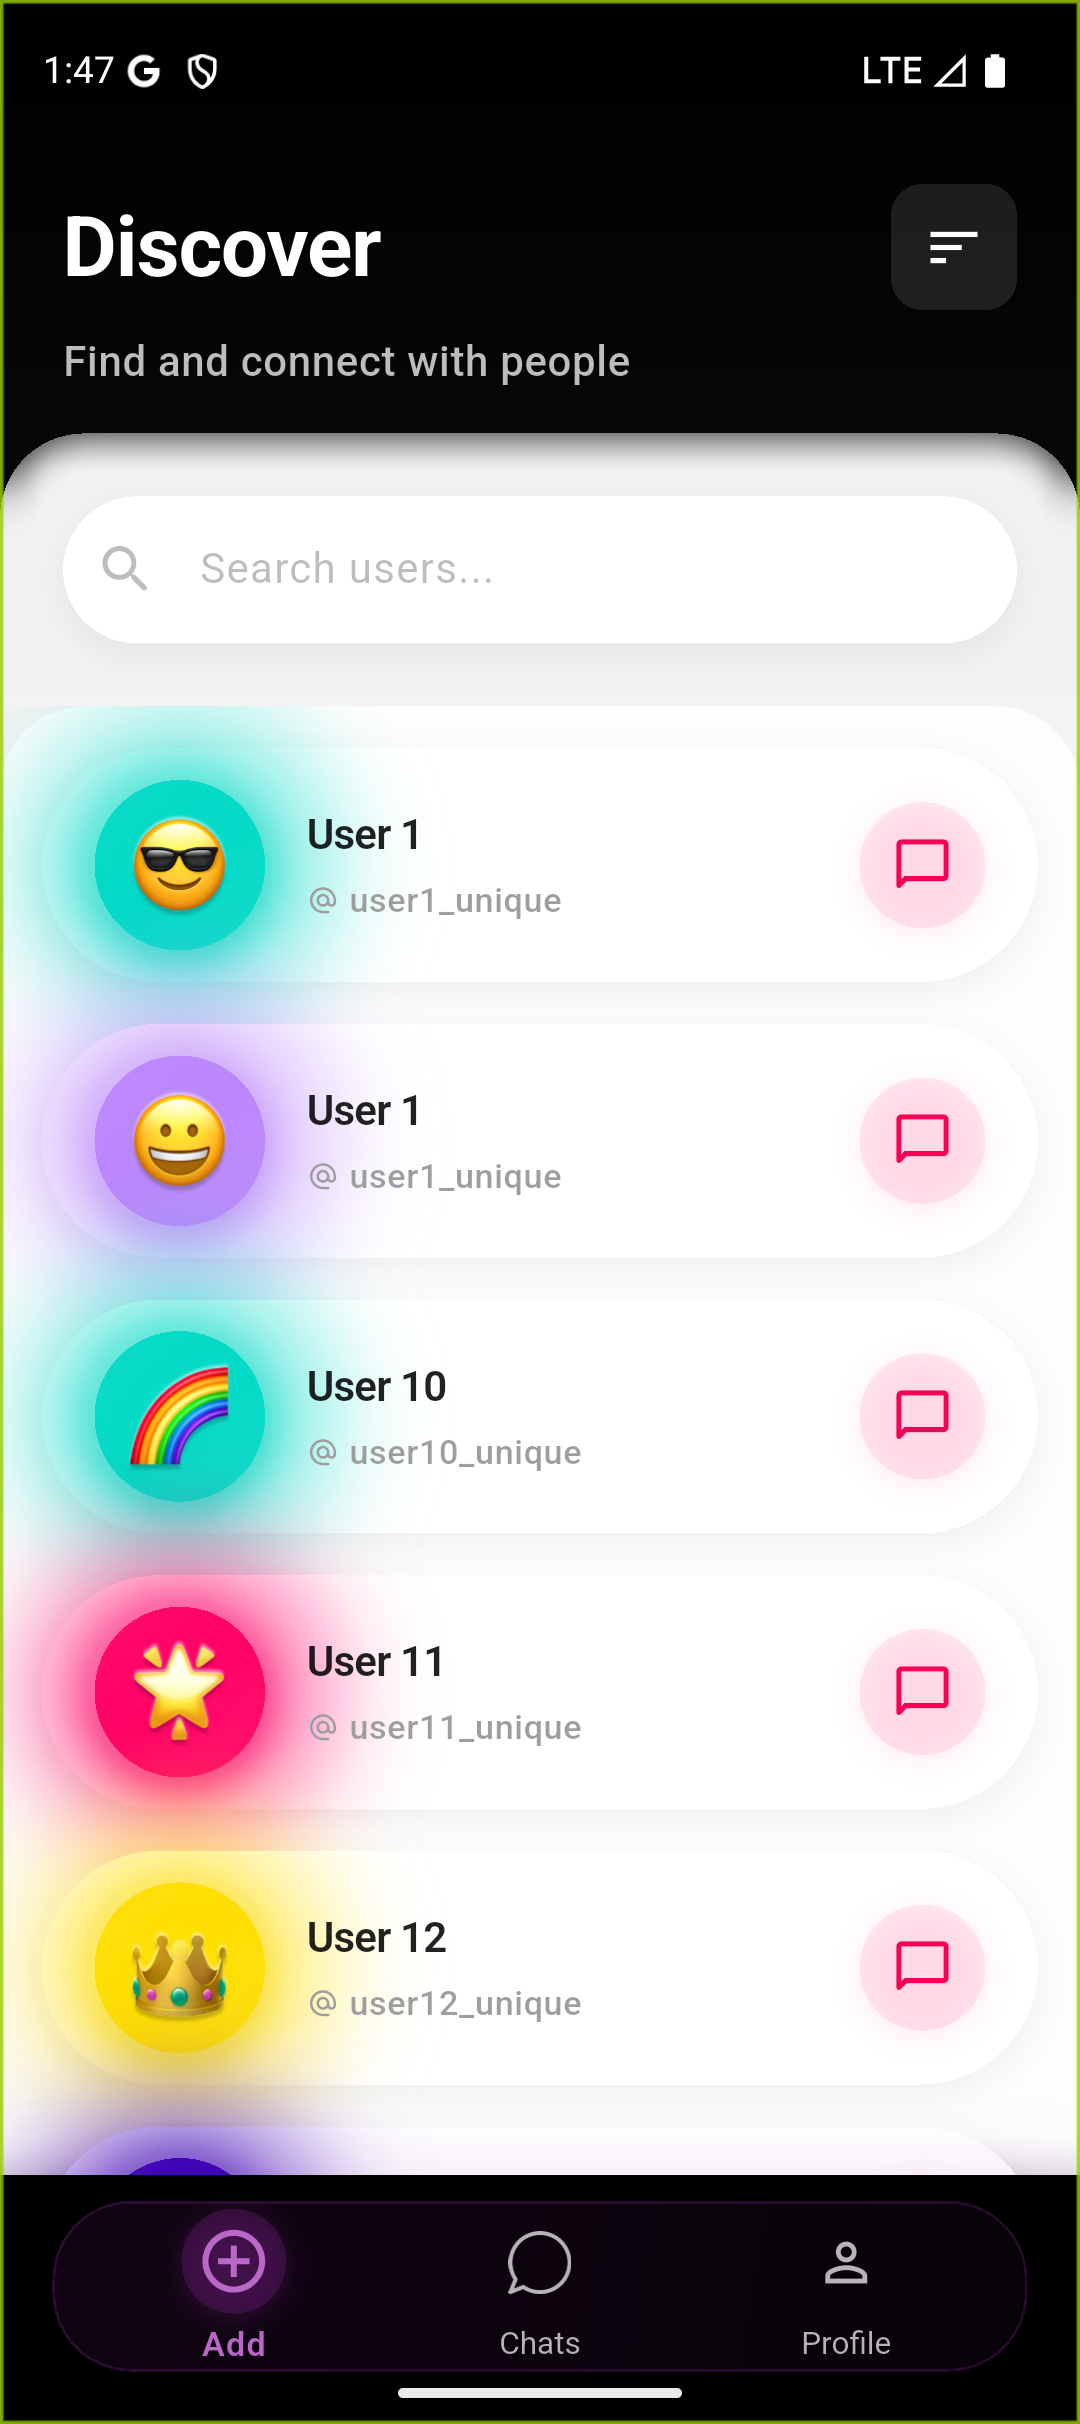 1:47 LTE
Discover
Find and connect with people
Search users...
User 1
@ user1_unique
User 1
@ user1_unique
User 10
@ user10_unique
User 11
@ user11_unique
User 12
@ user12_unique
Add Chats Profile